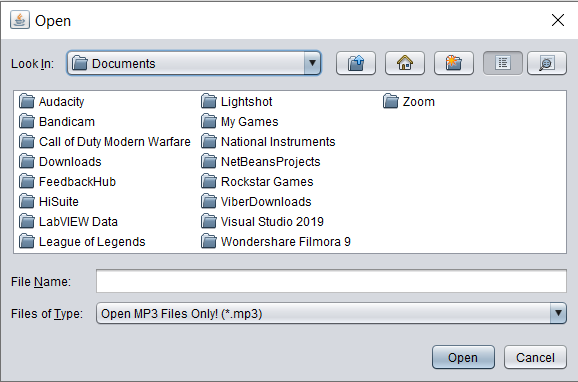 Open
Look In: Documents
Audacity
Bandicam
Call of Duty Modern Warfare
Downloads
FeedbackHub
HiSuite
LabVIEW Data
League of Legends
Lightshot
My Games
National Instruments
NetBeansProjects
Rockstar Games
ViberDownloads
Visual Studio 2019
Wondershare Filmora 9
Zoom
File Name:
Files of Type: Open MP3 Files Only! (*.mp3)
Open Cancel